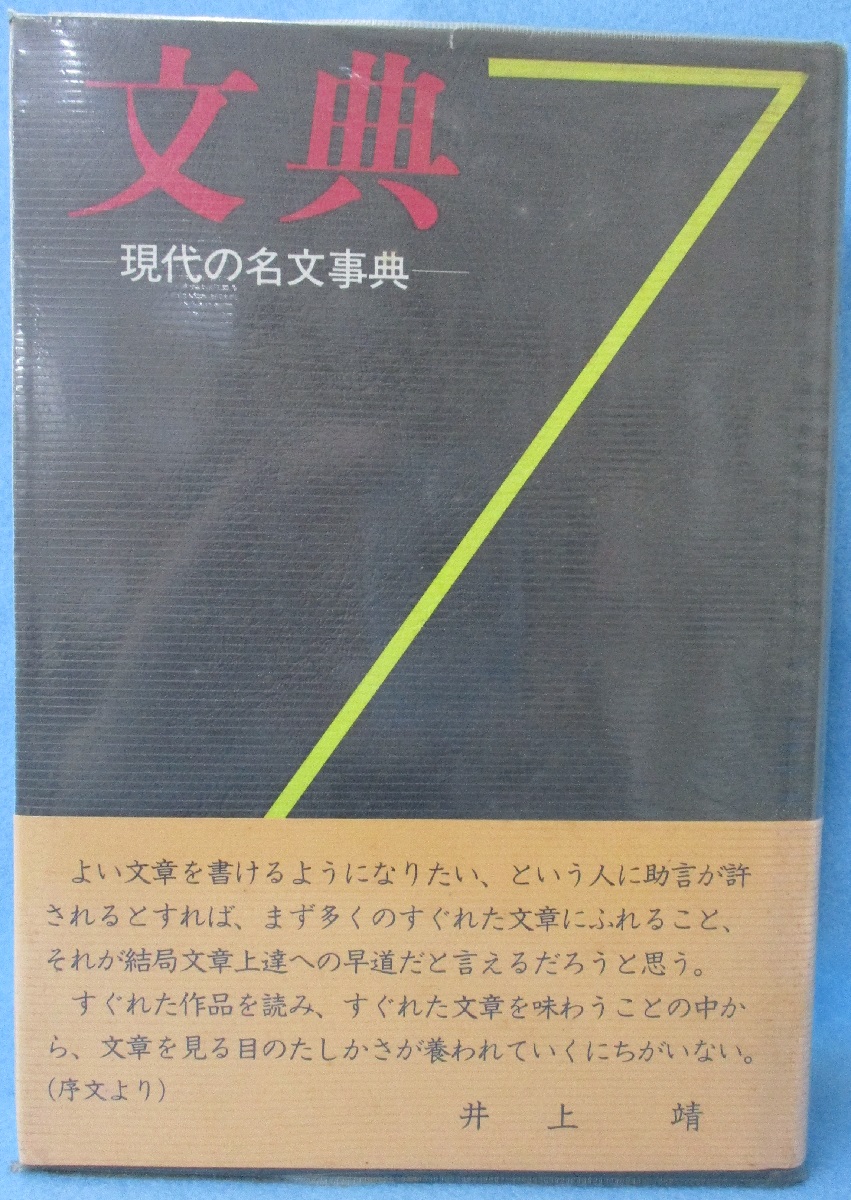 文典
現代の名文事典
よい文章を書けるようになりたい、という人に助言が許
されるとすれば、まず多くのすぐれた文章にふれること、
それが結局文章上達への早道だと言えるだろうと思う。
すぐれた作品を読み、すぐれた文章を味わうことの中か
ら、文章を見る目のたしかさが養われていくにちがいない。
(序文より)
井上 靖